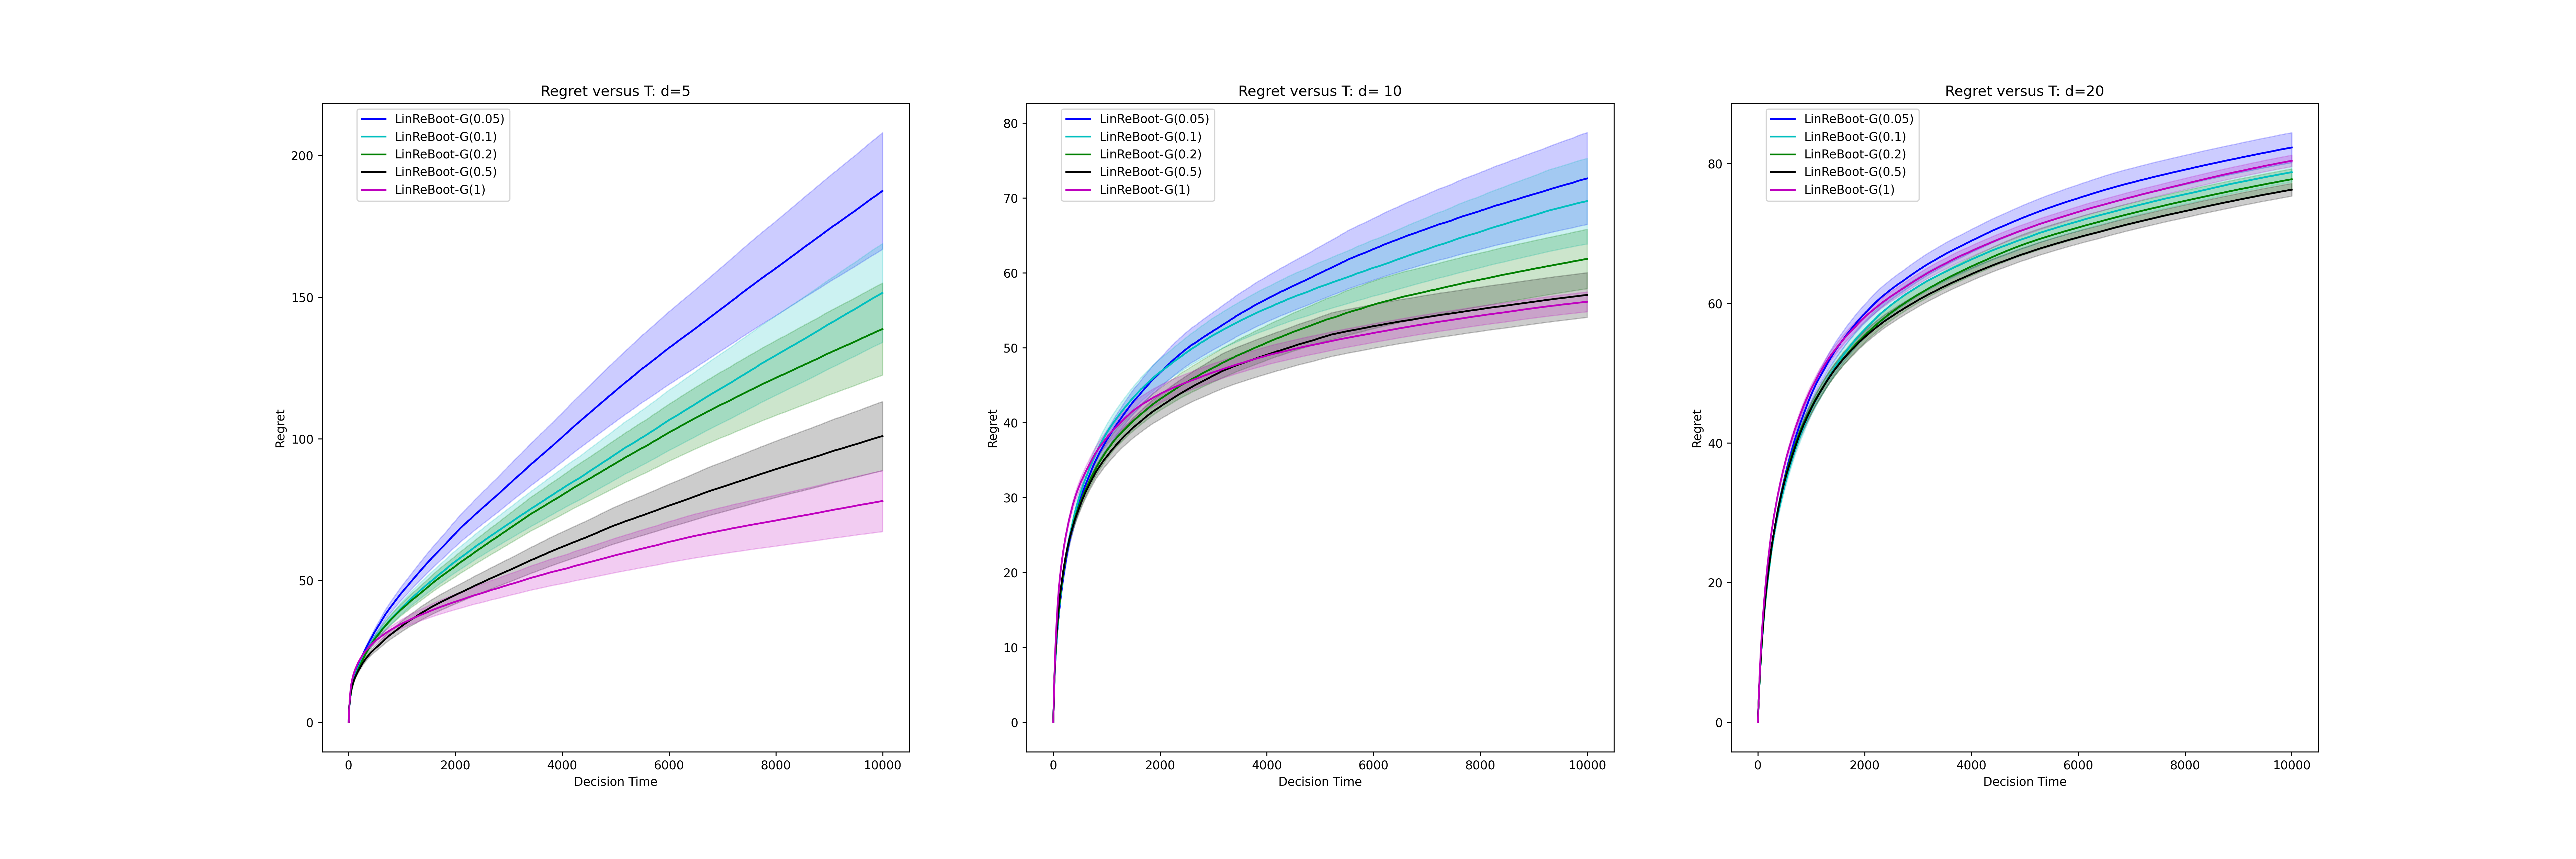 Regret versus T: d=5
LinReBoot-G(0.05)
LinReBoot-G(0.1)
LinReBoot-G(0.2)
LinReBoot-G(0.5)
LinReBoot-G(1)
200
150
100
50
0
Regret
0 2000 4000 6000 8000 10000
Decision Time
Regret versus T: d= 10
LinReBoot-G(0.05)
LinReBoot-G(0.1)
LinReBoot-G(0.2)
LinReBoot-G(0.5)
LinReBoot-G(1)
80
70
60
50
40
30
20
10
0
Regret
0 2000 4000 6000 8000 10000
Decision Time
Regret versus T: d=20
LinReBoot-G(0.05)
LinReBoot-G(0.1)
LinReBoot-G(0.2)
LinReBoot-G(0.5)
LinReBoot-G(1)
80
60
40
20
0
Regret
0 2000 4000 6000 8000 10000
Decision Time